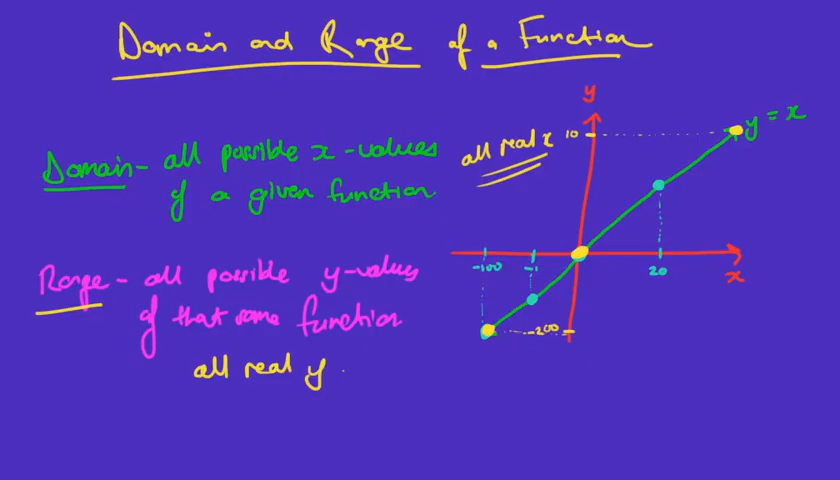 Domain and Range of a Function
Domain - all possible x-values
of a given function
all real x
Range - all possible y-values
of that same function
all real y
y
10
y = x
-100
-1
20
x
-200